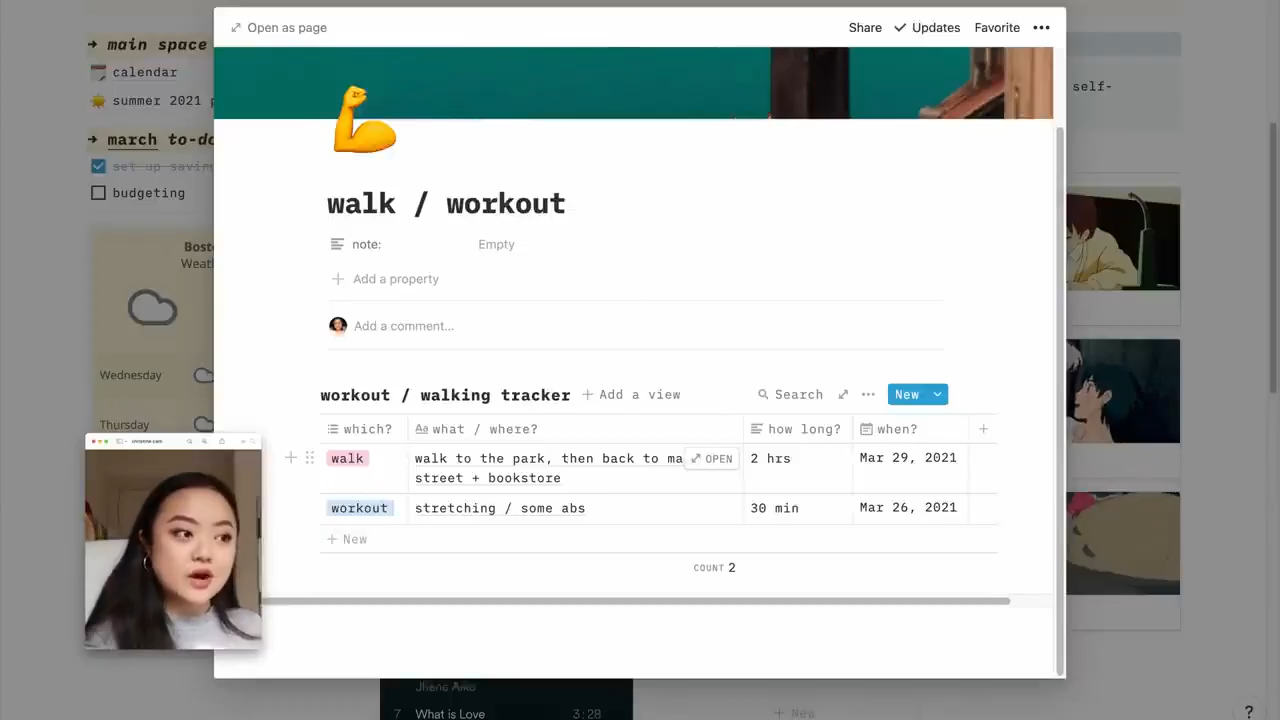 Open as page
Share
Updates
Favorite
→ main space
calendar
summer 2021
→ march to-do
set up
budgeting
Weath
Wednesday
Thursday
self-
walk / workout
note:
Empty
Add a property
Add a comment...
workout / walking tracker
+ Add a view
Search
New
which?
Aa what / where?
how long?
when?
walk
walk to the park, then back to ma
OPEN
street + bookstore
2 hrs
Mar 29, 2021
workout
stretching / some abs
30 min
Mar 26, 2021
+ New
COUNT 2
Jhene Aiko
7 What is Love 3:28
+ New
?